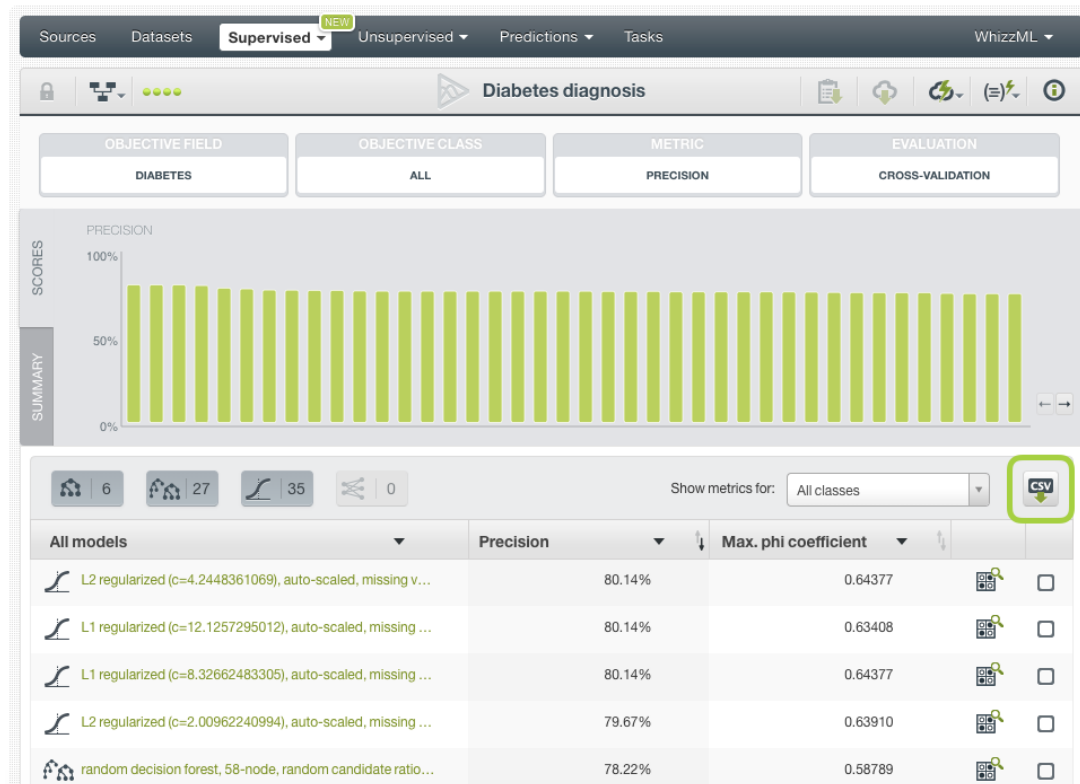 NEW
Sources Datasets Supervised Unsupervised Predictions Tasks WhizzML
Diabetes diagnosis
OBJECTIVE FIELD OBJECTIVE CLASS METRIC EVALUATION
DIABETES ALL PRECISION CROSS-VALIDATION
SCORES
SUMMARY
PRECISION
100%
50%
0%
6 27 35 0 Show metrics for: All classes CSV
All models Precision Max. phi coefficient
L2 regularized (c=4.2448361069), auto-scaled, missing v... 80.14% 0.64377
L1 regularized (c=12.1257295012), auto-scaled, missing ... 80.14% 0.63408
L1 regularized (c=8.32662483305), auto-scaled, missing ... 80.14% 0.64377
L2 regularized (c=2.00962240994), auto-scaled, missing ... 79.67% 0.63910
random decision forest, 58-node, random candidate ratio... 78.22% 0.58789